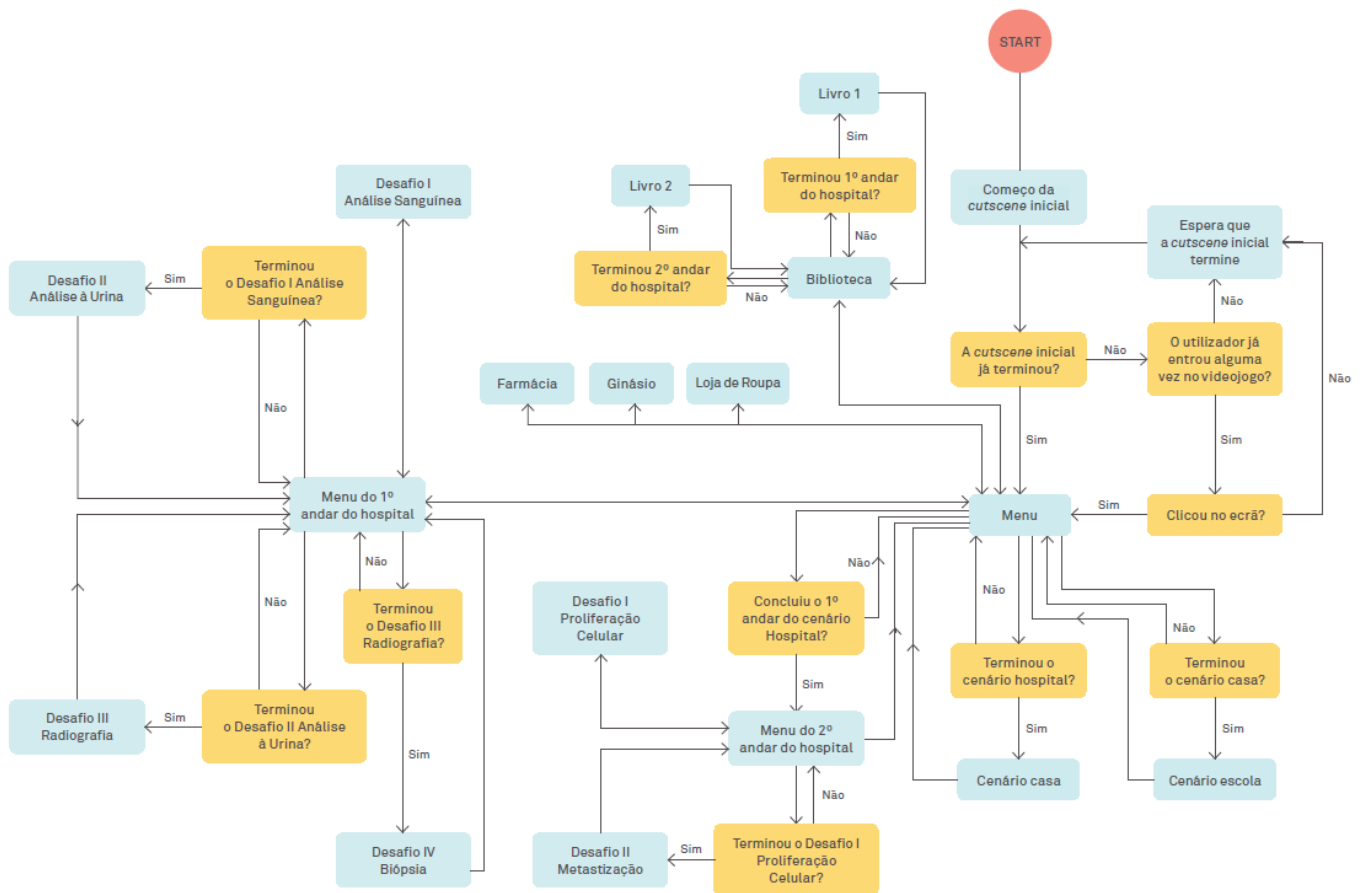 START
Livro 1
Sim
Terminou 1º andar
do hospital?
Não
Livro 2
Sim
Terminou 2º andar
do hospital?
Não
Biblioteca
Desafio I
Análise Sanguínea
Começo da
cutscene inicial
Espera que
a cutscene inicial
termine
Não
A cutscene inicial
já terminou?
Não
O utilizador já
entrou alguma
vez no videojogo?
Não
Sim
Sim
Terminou
o Desafio I Análise
Sanguínea?
Sim
Desafio II
Análise à Urina
Não
Farmácia
Ginásio
Loja de Roupa
Menu do 1º
andar do hospital
Menu
Sim
Clicou no ecrã?
Não
Não
Terminou
o Desafio III
Radiografia?
Sim
Desafio III
Radiografia
Sim
Terminou
o Desafio II Análise
à Urina?
Desafio IV
Biópsia
Desafio I
Proliferação
Celular
Concluiu o 1º
andar do cenário
Hospital?
Não
Sim
Menu do 2º
andar do hospital
Não
Desafio II
Metastização
Sim
Terminou o Desafio I
Proliferação
Celular?
Não
Terminou o
cenário hospital?
Sim
Cenário casa
Não
Terminou
o cenário casa?
Sim
Cenário escola